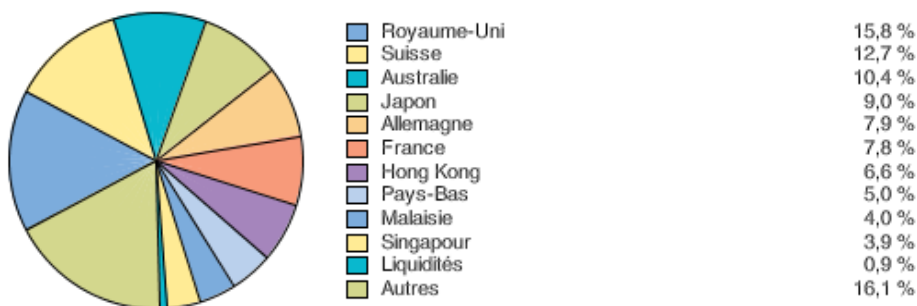 Royaume-Uni 15,8 %
Suisse 12,7 %
Australie 10,4 %
Japon 9,0 %
Allemagne 7,9 %
France 7,8 %
Hong Kong 6,6 %
Pays-Bas 5,0 %
Malaisie 4,0 %
Singapour 3,9 %
Liquidités 0,9 %
Autres 16,1 %